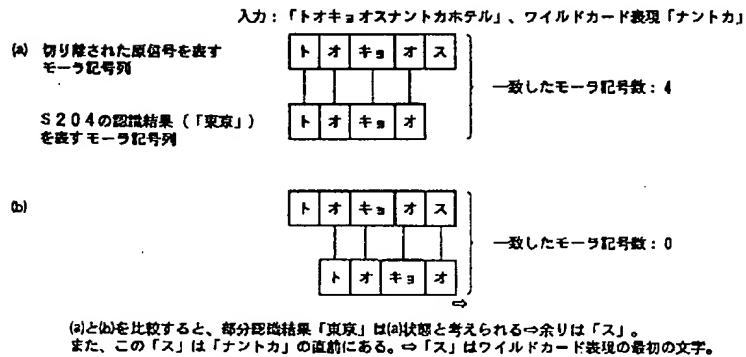 入力：「トオキョオスナントカホテル」、ワイルドカード表現「ナントカ」
(a) 切り離された原信号を表す
モーラ記号列
ト オ キョ オ ス
一致したモーラ記号数：4
S204の認識結果（「東京」）
を表すモーラ記号列
ト オ キョ オ
(b)
ト オ キョ オ ス
一致したモーラ記号数：0
ト オ キョ オ
⇨
(a)と(b)を比較すると、部分認識結果「東京」は(a)状態と考えられる⇨余りは「ス」。
また、この「ス」は「ナントカ」の直前にある。⇨「ス」はワイルドカード表現の最初の文字。